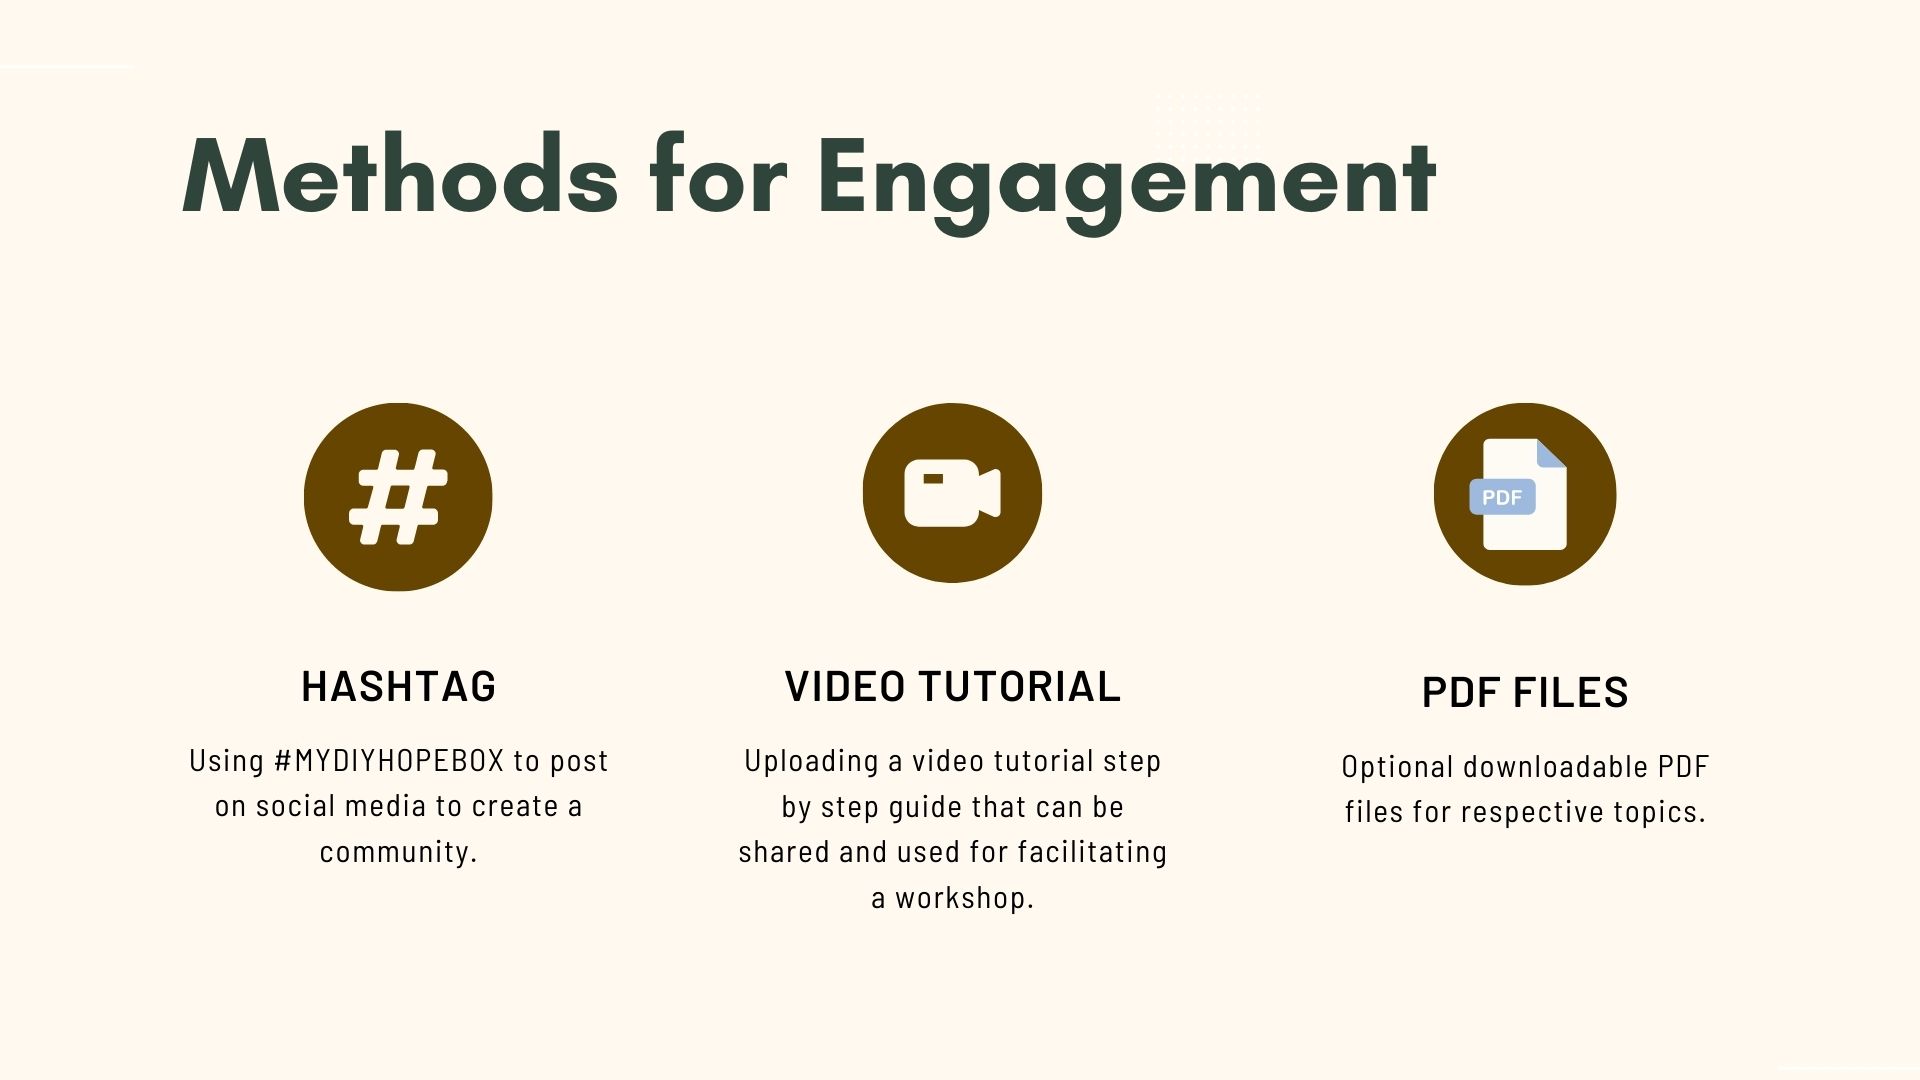 Methods for Engagement
#
PDF
HASHTAG
Using #MYDIYHOPEBOX to post
on social media to create a
community.
VIDEO TUTORIAL
Uploading a video tutorial step
by step guide that can be
shared and used for facilitating
a workshop.
PDF FILES
Optional downloadable PDF
files for respective topics.